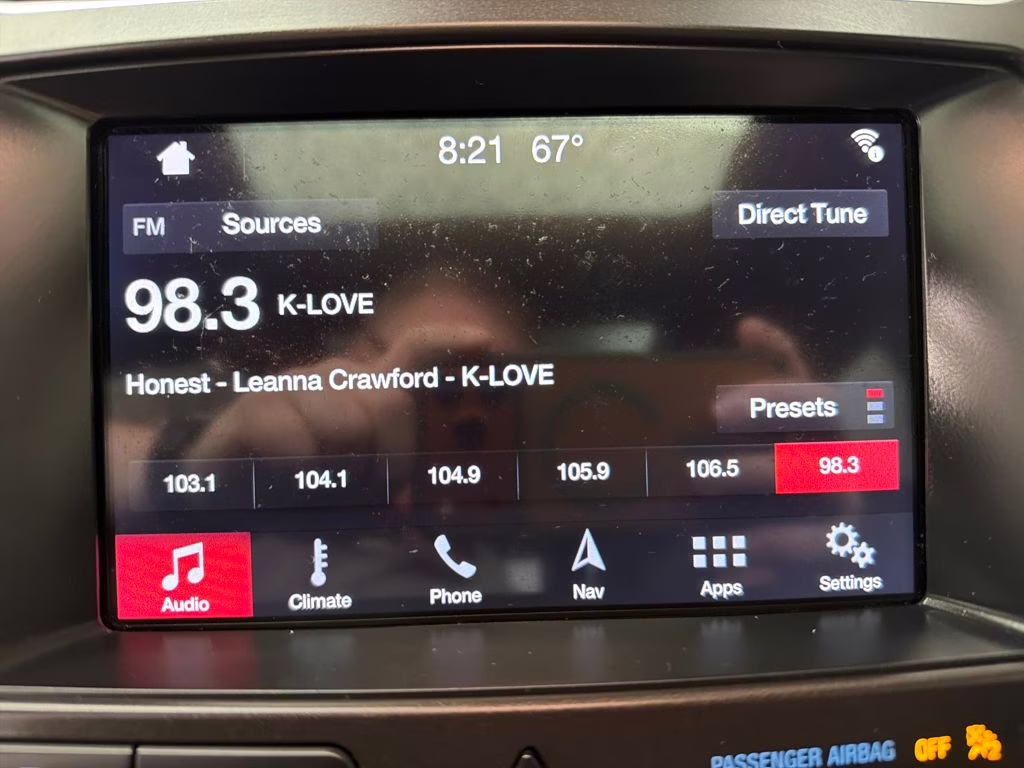 8:21 67°
FM Sources
Direct Tune
98.3 K-LOVE
Honest - Leanna Crawford - K-LOVE
Presets
103.1 104.1 104.9 105.9 106.5 98.3
Audio Climate Phone Nav Apps Settings
PASSENGER AIRBAG OFF